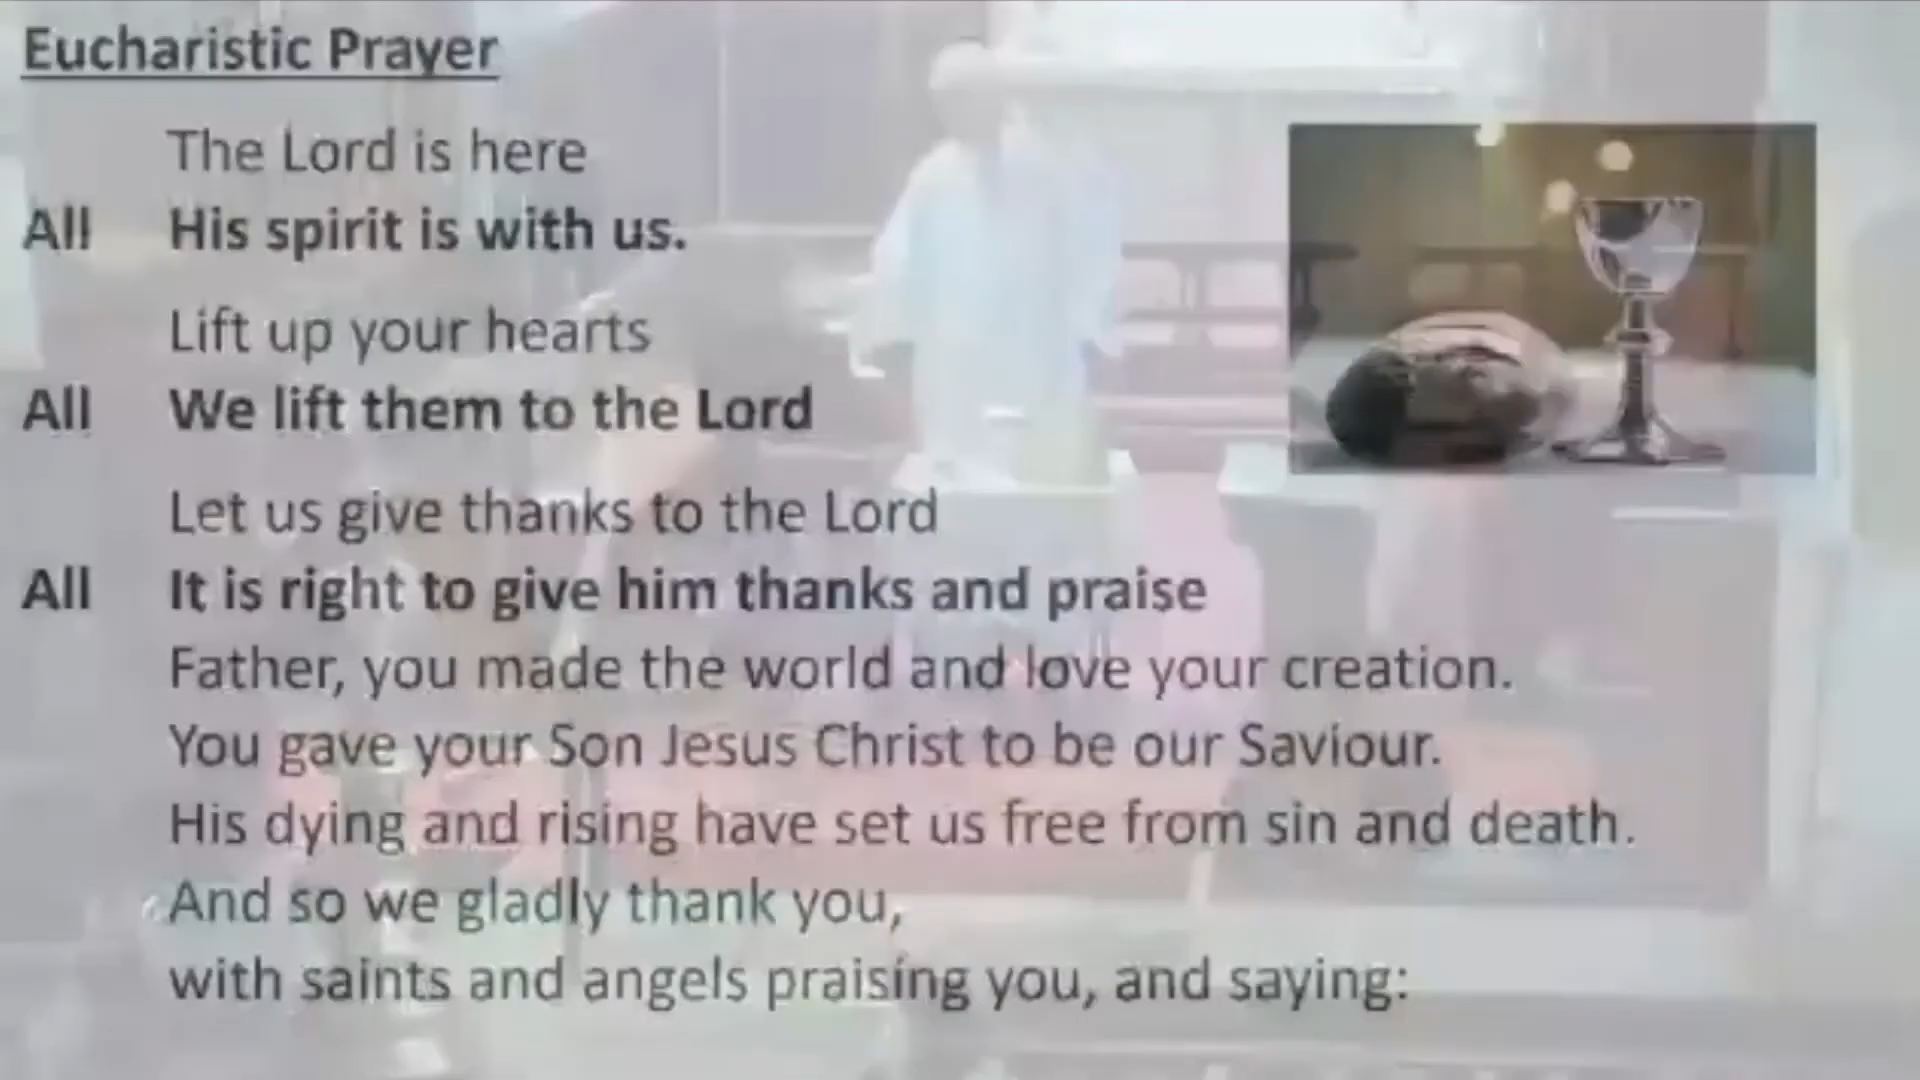 Eucharistic Prayer
The Lord is here
All His spirit is with us.
Lift up your hearts
All We lift them to the Lord
Let us give thanks to the Lord
All It is right to give him thanks and praise
Father, you made the world and love your creation.
You gave your Son Jesus Christ to be our Saviour.
His dying and rising have set us free from sin and death.
And so we gladly thank you,
with saints and angels praising you, and saying: